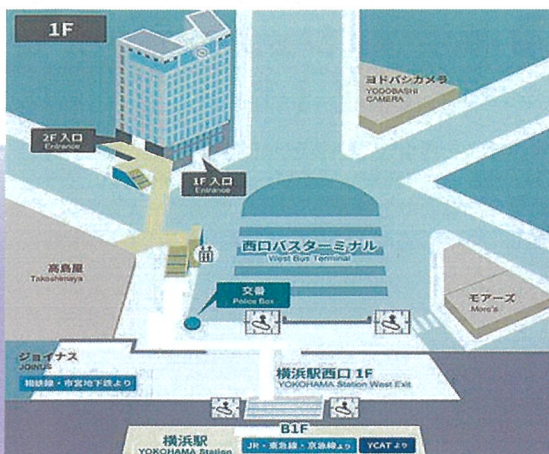 1F
ヨドバシカメラ
YODOBASHI
CAMERA
2F 入口
Entrance
1F 入口
Entrance
西口バスターミナル
West Bus Terminal
高島屋
Takashimaya
交番
Police Box
モアーズ
More's
ジョイナス
JOINUS
相鉄線・市営地下鉄より
横浜駅西口 1F
YOKOHAMA Station West Exit
B1F
横浜駅
YOKOHAMA Station
JR・東急線・京急線より
YCATより